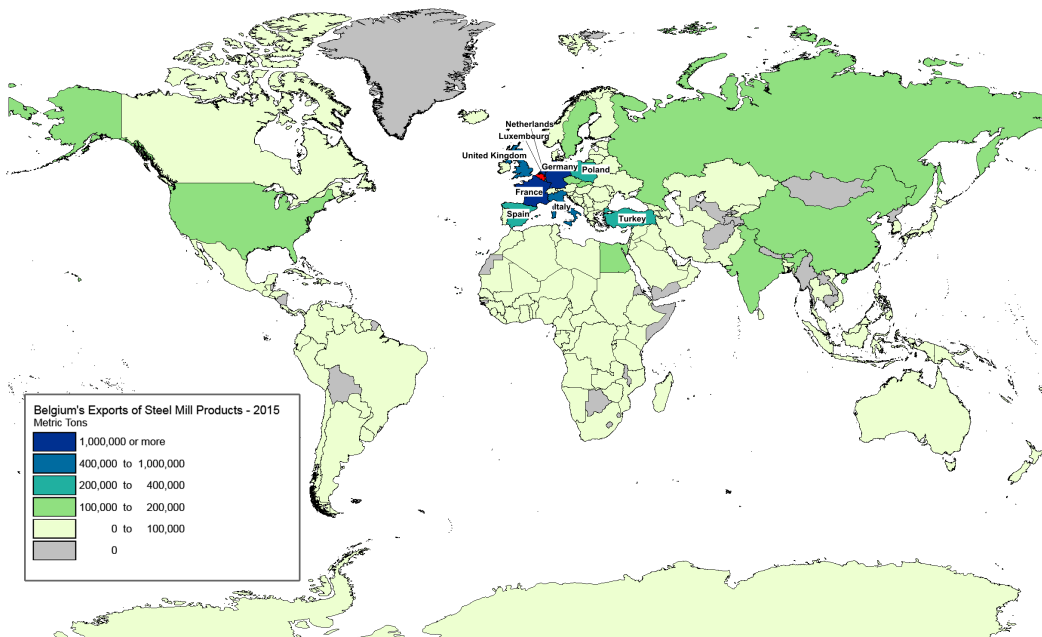 Netherlands
Luxembourg
United Kingdom
Germany
Poland
France
Italy
Spain
Turkey
Belgium's Exports of Steel Mill Products - 2015
Metric Tons
1,000,000 or more
400,000 to 1,000,000
200,000 to 400,000
100,000 to 200,000
0 to 100,000
0